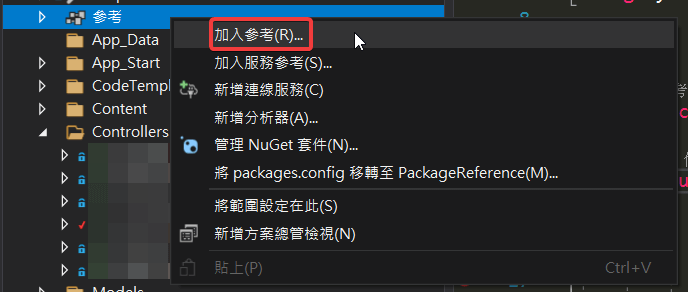 參考
App_Data
App_Start
CodeTempl
Content
Controllers
加入參考(R)...
加入服務參考(S)...
新增連線服務(C)
新增分析器(A)...
管理 NuGet 套件(N)...
將 packages.config 移轉至 PackageReference(M)...
將範圍設定在此(S)
新增方案總管檢視(N)
貼上(P) Ctrl+V